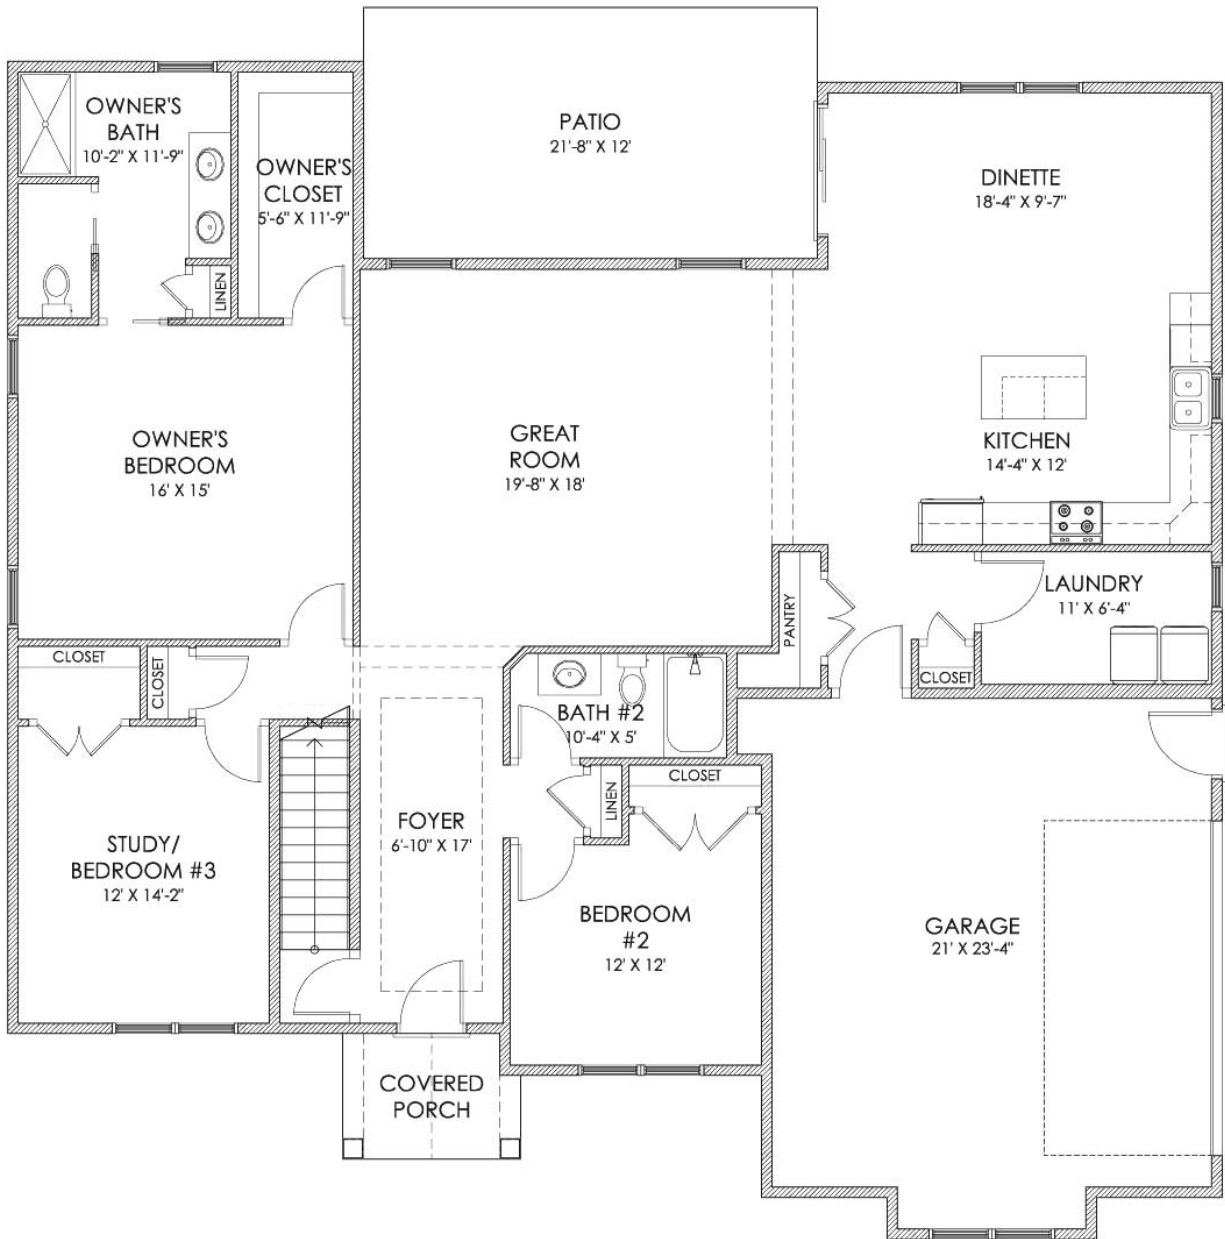 PATIO
21'-8" X 12'
OWNER'S
BATH
10'-2" X 11'-9"
OWNER'S
CLOSET
5'-6" X 11'-9"
DINETTE
18'-4" X 9'-7"
LINEN
OWNER'S
BEDROOM
16' X 15'
GREAT
ROOM
19'-8" X 18'
KITCHEN
14'-4" X 12'
PANTRY
LAUNDRY
11' X 6'-4"
CLOSET
CLOSET
CLOSET
BATH #2
10'-4" X 5'
CLOSET
LINEN
FOYER
6'-10" X 17'
STUDY/
BEDROOM #3
12' X 14'-2"
BEDROOM
#2
12' X 12'
GARAGE
21' X 23'-4"
COVERED
PORCH